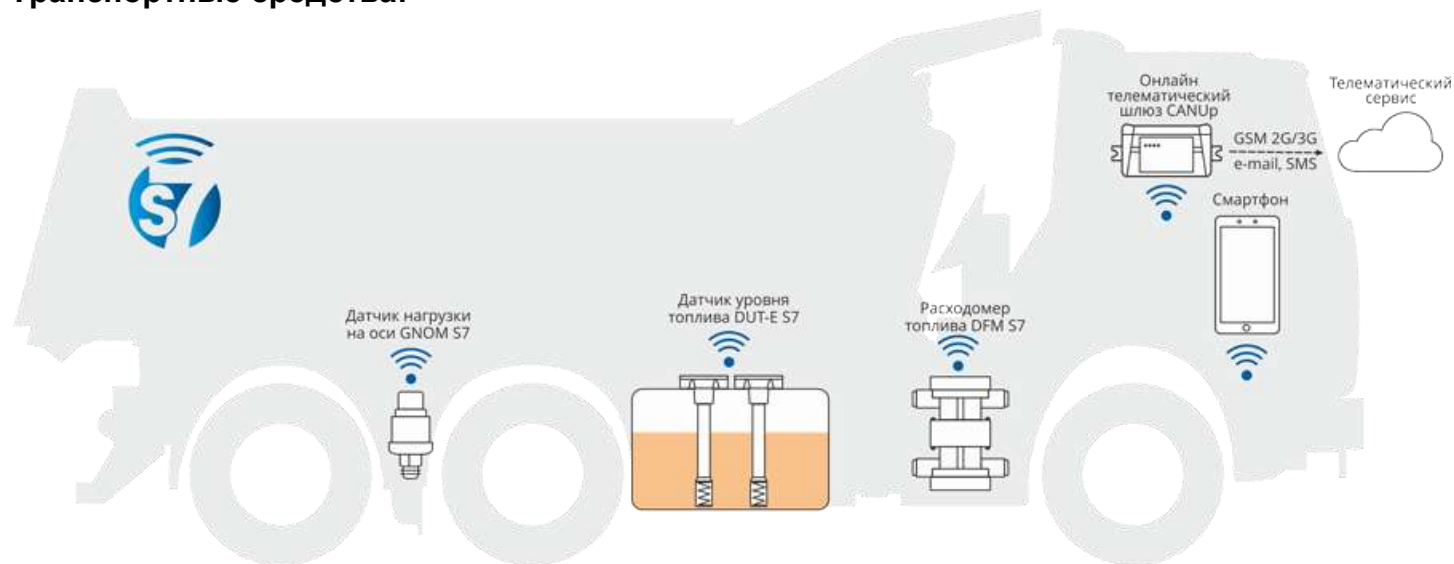 Транспортные средства:
Онлайн
телематический
шлюз CANUp
Телематический
сервис
GSM 2G/3G
e-mail, SMS
Смартфон
S7
Датчик нагрузки
на оси GNOM S7
Датчик уровня
топлива DUT-E S7
Расходомер
топлива DFM S7